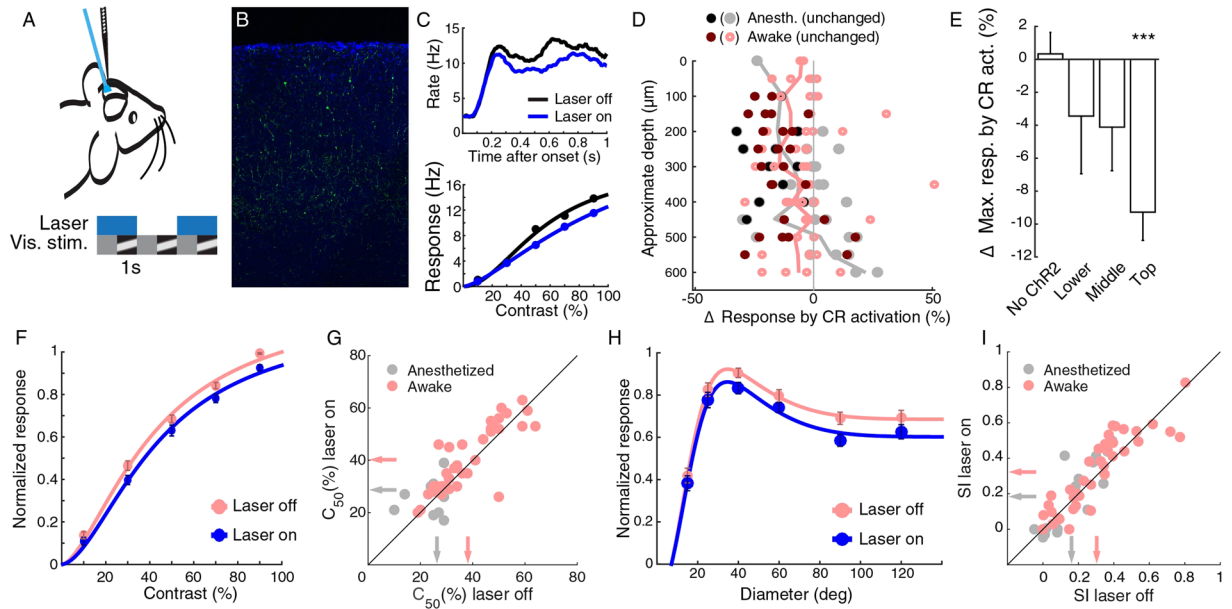 A
Laser
Vis. stim.
1s
B
C
Rate (Hz)
15
10
5
0
Laser off
Laser on
0.2 0.4 0.6 0.8 1
Time after onset (s)
Response (Hz)
16
12
8
4
0
0 20 40 60 80 100
Contrast (%)
D
(●) Anesth. (unchanged)
(●) Awake (unchanged)
Approximate depth (µm)
0
100
200
300
400
500
600
-50 0 50
Δ Response by CR activation (%)
E
Δ Max. resp. by CR act. (%)
2
0
-2
-4
-6
-8
-10
-12
***
No ChR2
Lower
Middle
Top
F
Normalized response
1
0.8
0.6
0.4
0.2
0
Laser off
Laser on
20 40 60 80 100
Contrast (%)
G
C50(%) laser on
80
60
40
20
Anesthetized
Awake
0 20 40 60 80
C50(%) laser off
H
Normalized response
1
0.8
0.6
0.4
0.2
0
Laser off
Laser on
20 40 60 80 100 120
Diameter (deg)
I
SI laser on
1
0.8
0.6
0.4
0.2
0
Anesthetized
Awake
0 0.2 0.4 0.6 0.8 1
SI laser off